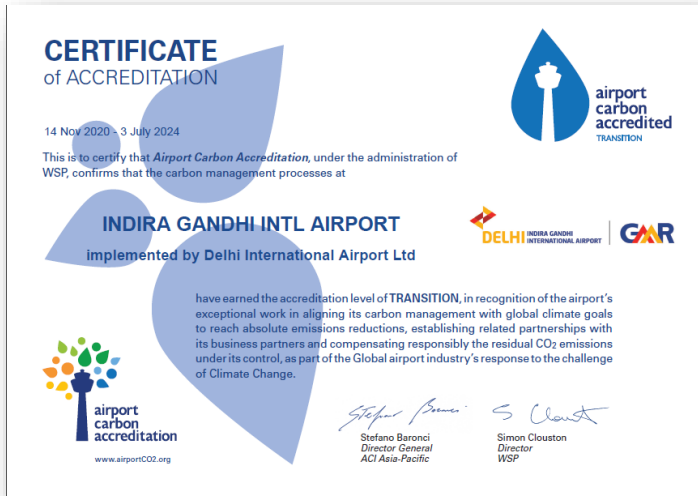 CERTIFICATE
of ACCREDITATION
airport
carbon
accredited
TRANSITION
14 Nov 2020 - 3 July 2024
This is to certify that Airport Carbon Accreditation, under the administration of
WSP, confirms that the carbon management processes at
INDIRA GANDHI INTL AIRPORT
implemented by Delhi International Airport Ltd
DELHI INDIRA GANDHI
INTERNATIONAL AIRPORT
GMR
have earned the accreditation level of TRANSITION, in recognition of the airport's
exceptional work in aligning its carbon management with global climate goals
to reach absolute emissions reductions, establishing related partnerships with
its business partners and compensating responsibly the residual CO2 emissions
under its control, as part of the Global airport industry's response to the challenge
of Climate Change.
airport
carbon
accreditation
www.airportCO2.org
Stefano Baronci
Director General
ACI Asia-Pacific
Simon Clouston
Director
WSP